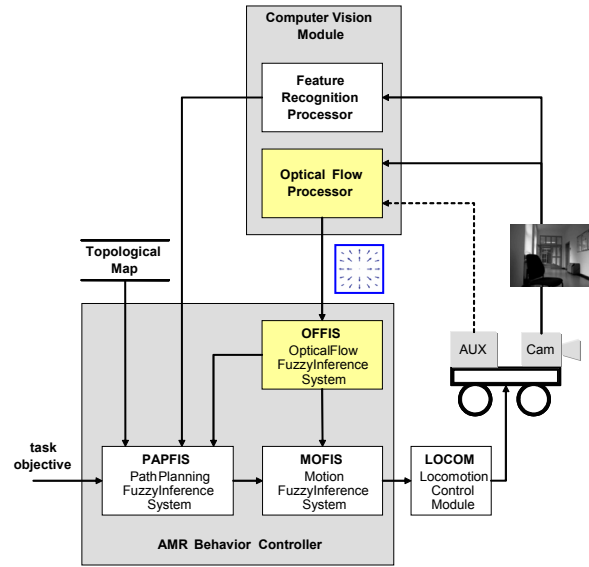 Computer Vision
Module
Feature
Recognition
Processor
Optical Flow
Processor
Topological
Map
OFFIS
OpticalFlow
FuzzyInference
System
AUX
Cam
task
objective
PAPFIS
PathPlanning
FuzzyInference
System
MOFIS
Motion
FuzzyInference
System
LOCOM
Locomotion
Control
Module
AMR Behavior Controller